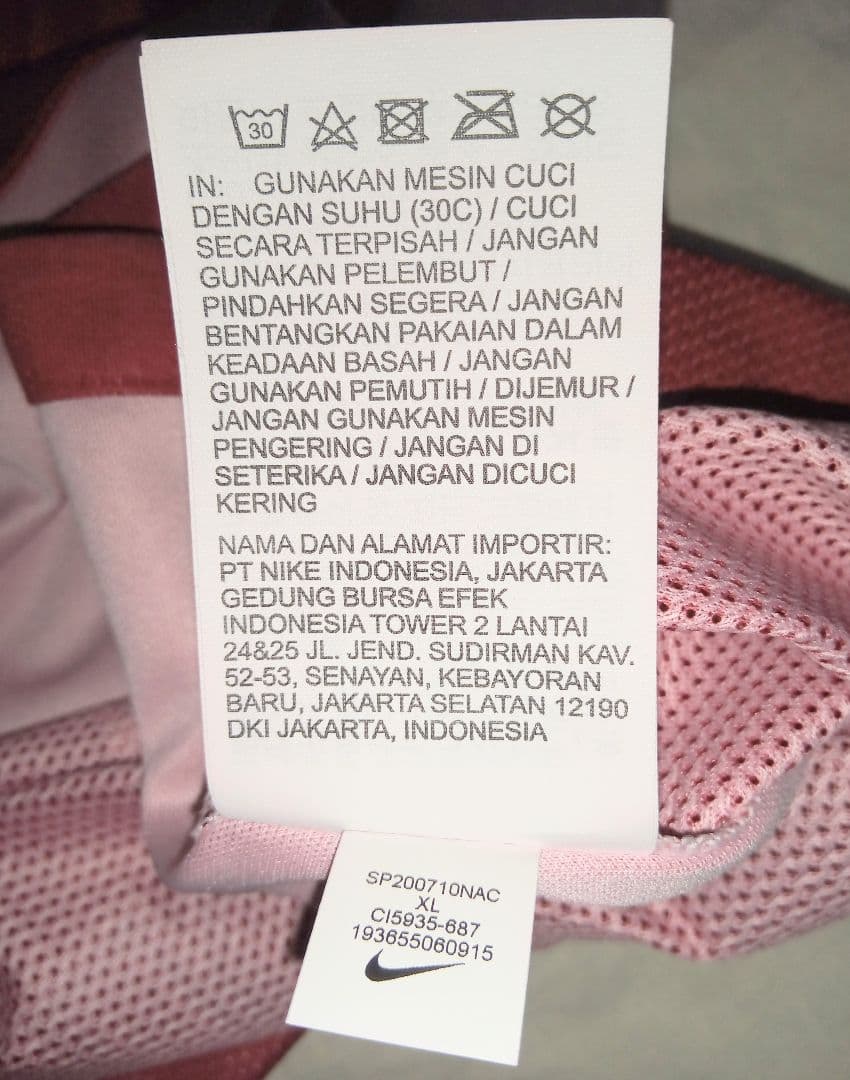 30
IN: GUNAKAN MESIN CUCI
DENGAN SUHU (30C) / CUCI
SECARA TERPISAH / JANGAN
GUNAKAN PELEMBUT /
PINDAHKAN SEGERA / JANGAN
BENTANGKAN PAKAIAN DALAM
KEADAAN BASAH / JANGAN
GUNAKAN PEMUTIH / DIJEMUR /
JANGAN GUNAKAN MESIN
PENGERING / JANGAN DI
SETERIKA / JANGAN DICUCI
KERING
NAMA DAN ALAMAT IMPORTIR:
PT NIKE INDONESIA, JAKARTA
GEDUNG BURSA EFEK
INDONESIA TOWER 2 LANTAI
24&25 JL. JEND. SUDIRMAN KAV.
52-53, SENAYAN, KEBAYORAN
BARU, JAKARTA SELATAN 12190
DKI JAKARTA, INDONESIA
SP200710NAC
XL
CI5935-687
193655060915